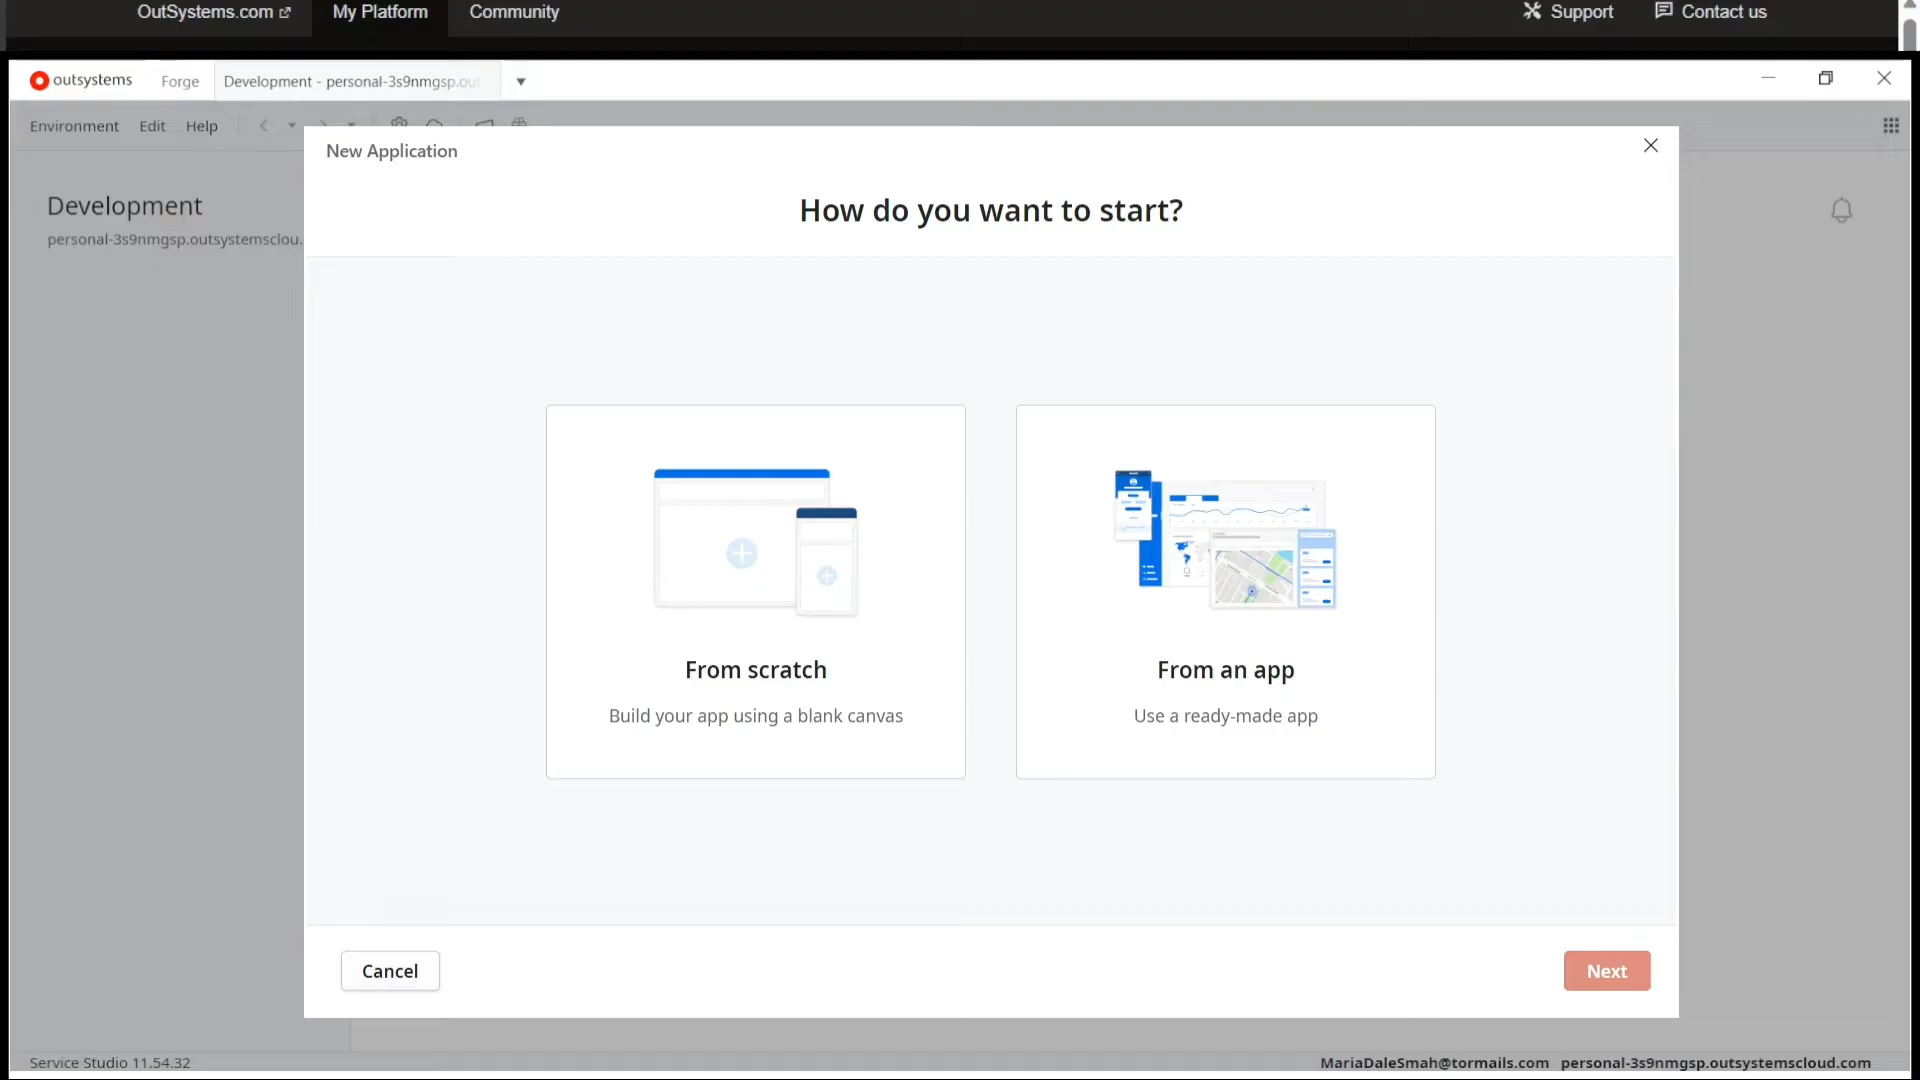 OutSystems.com
My Platform
Community
Support
Contact us
outsystems
Forge
Development - personal-3s9nmgsp.out
Environment
Edit
Help
New Application
How do you want to start?
Development
personal-3s9nmgsp.outsystemsclou..
From scratch
Build your app using a blank canvas
From an app
Use a ready-made app
Cancel
Next
Service Studio 11.54.32
MariaDaleSmah@tormails.com
personal-3s9nmgsp.outsystemscloud.com